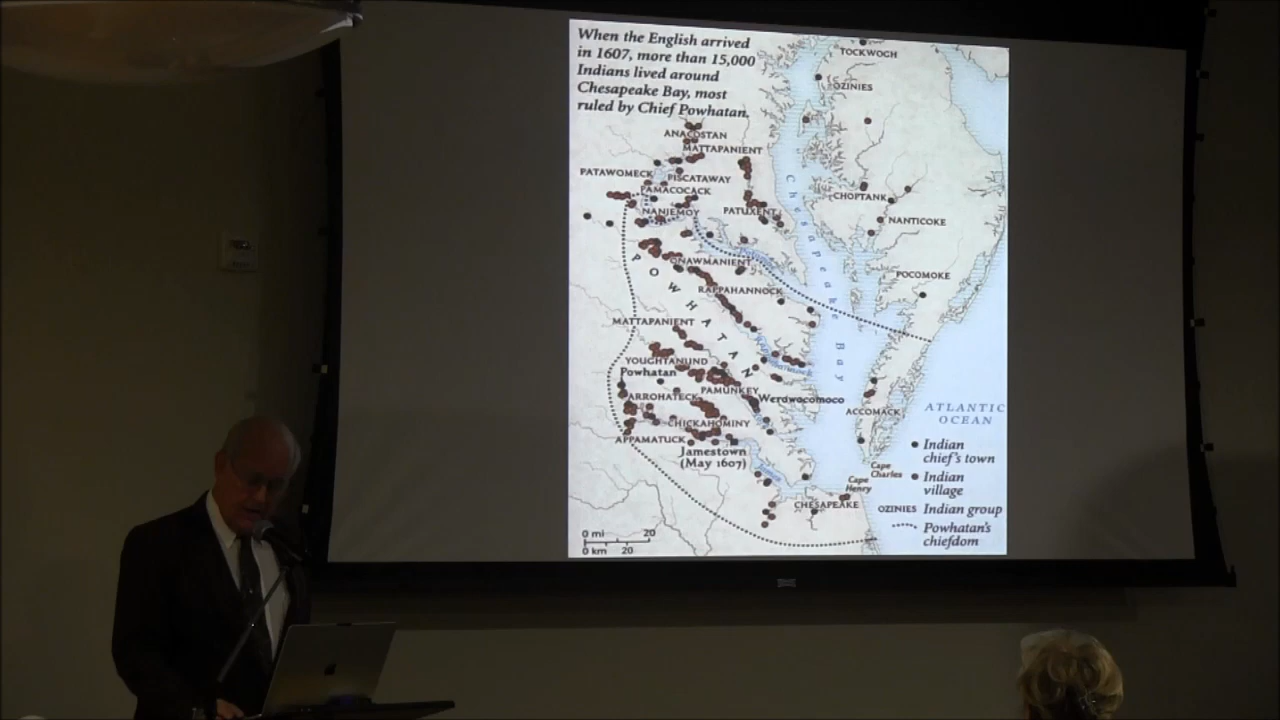 When the English arrived
in 1607, more than 15,000
Indians lived around
Chesapeake Bay, most
ruled by Chief Powhatan.
TOCKWOGH
OZINIES
ANACOSTAN
MATTAPANIENT
PATAWOMECK
PISCATAWAY
PAMACOCACK
CHOPTANK
NANJEMOY
PATUXENT
NANTICOKE
Chesapeake Bay
ONAWMANIENT
POCOMOKE
POWHATAN
RAPPAHANNOCK
MATTAPANIENT
YOUGHTANUND
Powhatan
PAMUNKEY
ARROHATECK
Werowocomoco
ACCOMACK
ATLANTIC
OCEAN
CHICKAHOMINY
APPAMATUCK
Jamestown
(May 1607)
Cape
Charles
Cape
Henry
CHESAPEAKE
Indian
chief's town
Indian
village
OZINIES Indian group
Powhatan's
chiefdom
0 mi 20
0 km 20